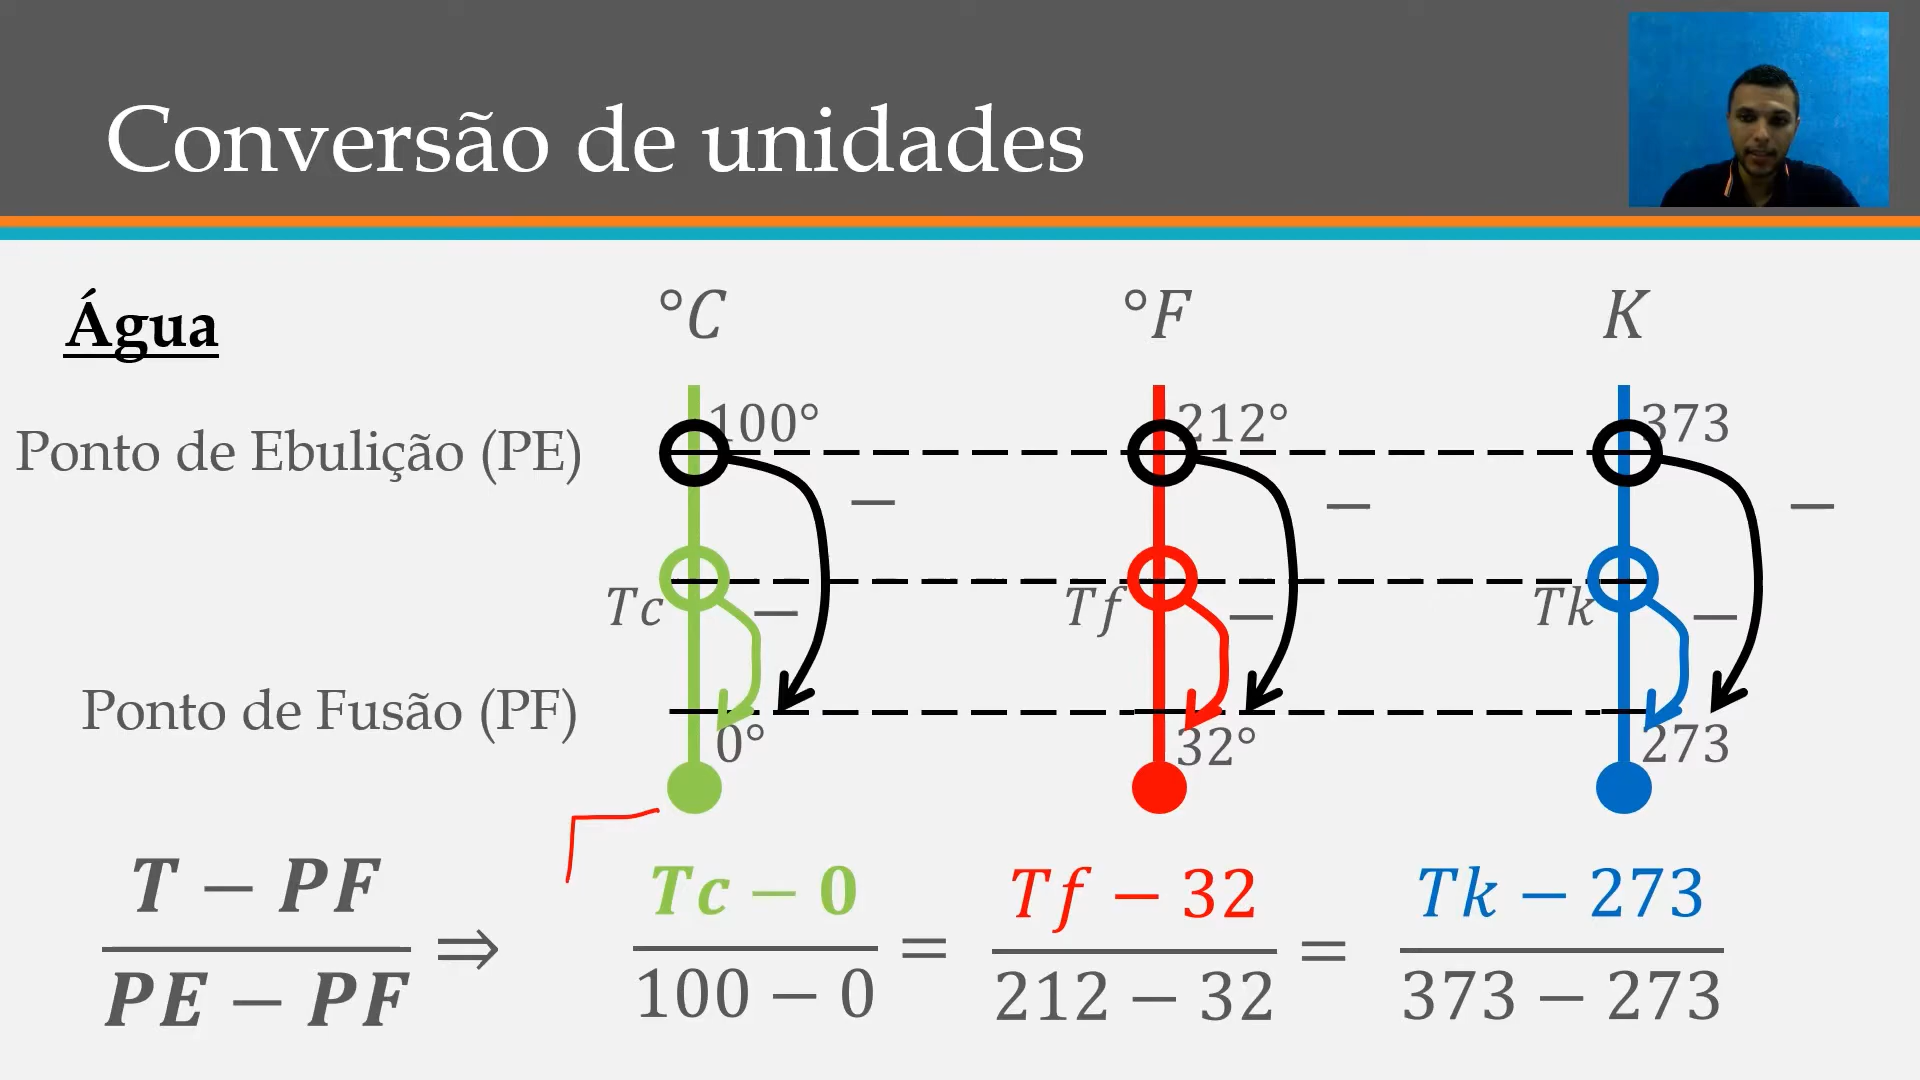 Conversão de unidades
Água
°C °F K
100° 212° 373
Ponto de Ebulição (PE)
− − −
Tc − Tf − Tk −
Ponto de Fusão (PF)
0° 32° 273
T − PF
PE − PF
⇒
Tc − 0
100 − 0
=
Tf − 32
212 − 32
=
Tk − 273
373 − 273